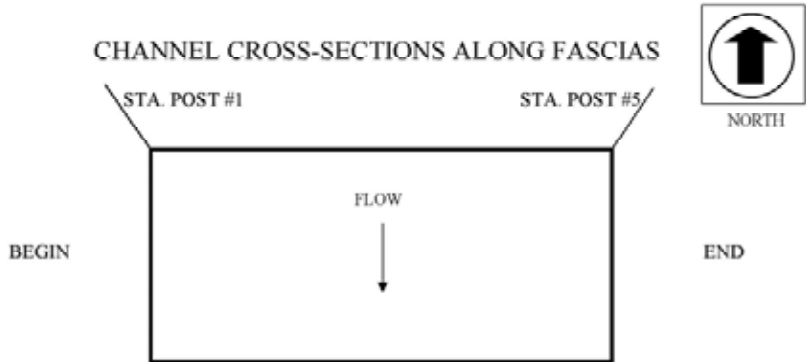 CHANNEL CROSS-SECTIONS ALONG FASCIAS
NORTH
STA. POST #1
STA. POST #5
FLOW
BEGIN
END